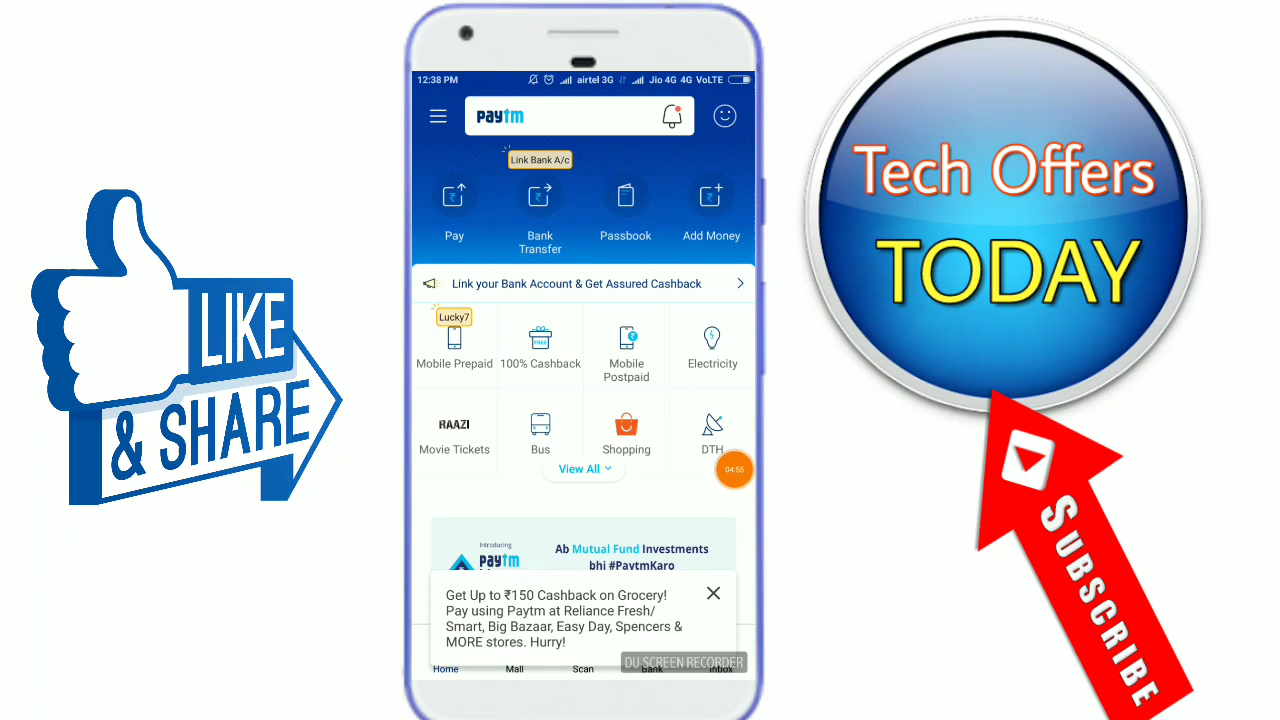 LIKE
& SHARE
12:38 PM airtel 3G Jio 4G 4G VoLTE
paytm
Link Bank A/c
Pay
Bank
Transfer
Passbook
Add Money
Link your Bank Account & Get Assured Cashback
Lucky7
FREE
Mobile Prepaid
100% Cashback
Mobile
Postpaid
Electricity
RAAZI
Movie Tickets
Bus
Shopping
DTH
View All
04:55
Introducing
paytm
Ab Mutual Fund Investments
bhi #PaytmKaro
Get Up to ₹150 Cashback on Grocery!
Pay using Paytm at Reliance Fresh/
Smart, Big Bazaar, Easy Day, Spencers &
MORE stores. Hurry!
DU SCREEN RECORDER
Home
Mall
Scan
Bank
Inbox
Tech Offers
TODAY
SUBSCRIBE